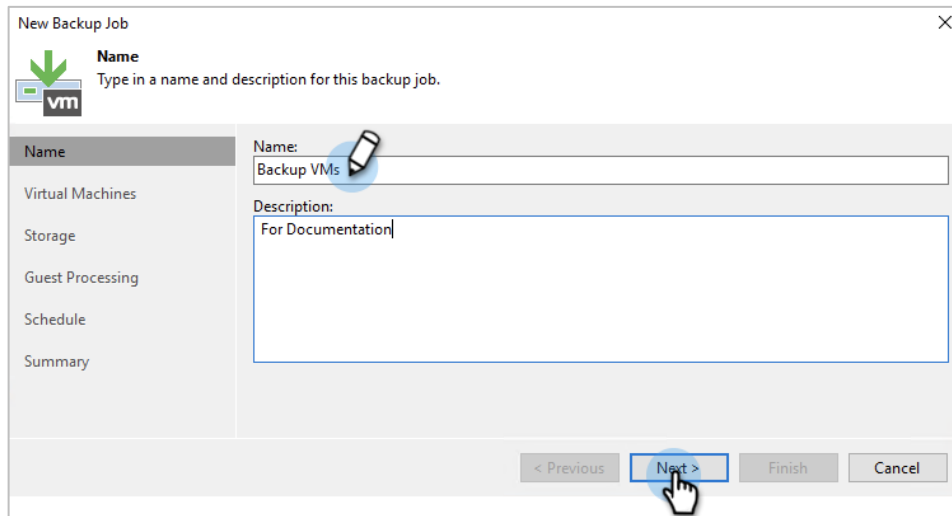 New Backup Job
Name
Type in a name and description for this backup job.
vm
Name
Virtual Machines
Storage
Guest Processing
Schedule
Summary
Name:
Backup VMs
Description:
For Documentation
< Previous
Next >
Finish
Cancel